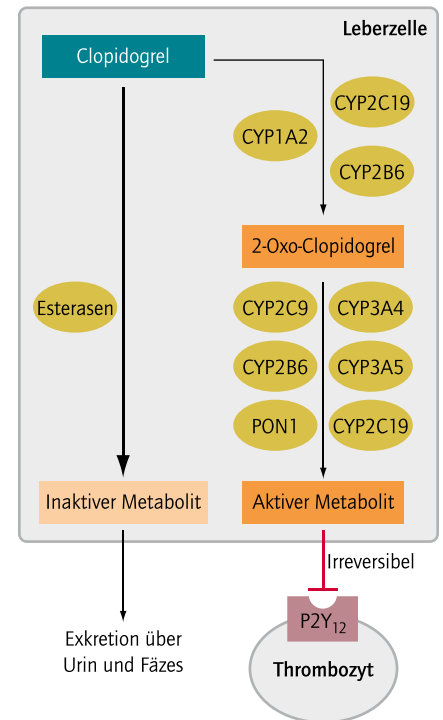 Leberzelle
Clopidogrel
CYP2C19
CYP1A2
CYP2B6
2-Oxo-Clopidogrel
Esterasen
CYP2C9
CYP3A4
CYP2B6
CYP3A5
PON1
CYP2C19
Inaktiver Metabolit
Aktiver Metabolit
Irreversibel
P2Y12
Exkretion über
Urin und Fäzes
Thrombozyt